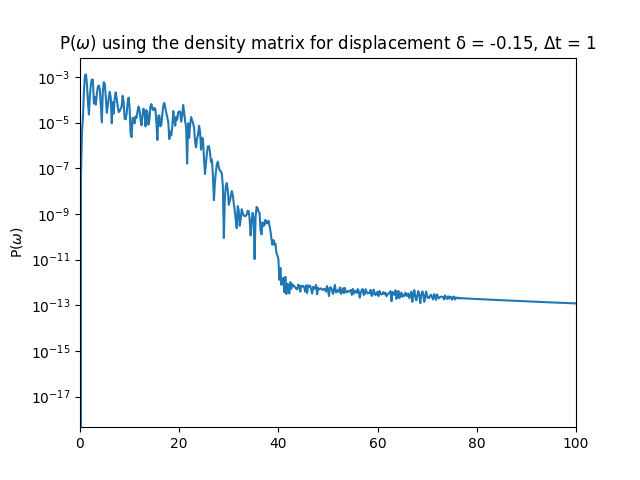 P(ω) using the density matrix for displacement δ = -0.15, Δt = 1
P(ω)
10⁻³
10⁻⁵
10⁻⁷
10⁻⁹
10⁻¹¹
10⁻¹³
10⁻¹⁵
10⁻¹⁷
0 20 40 60 80 100